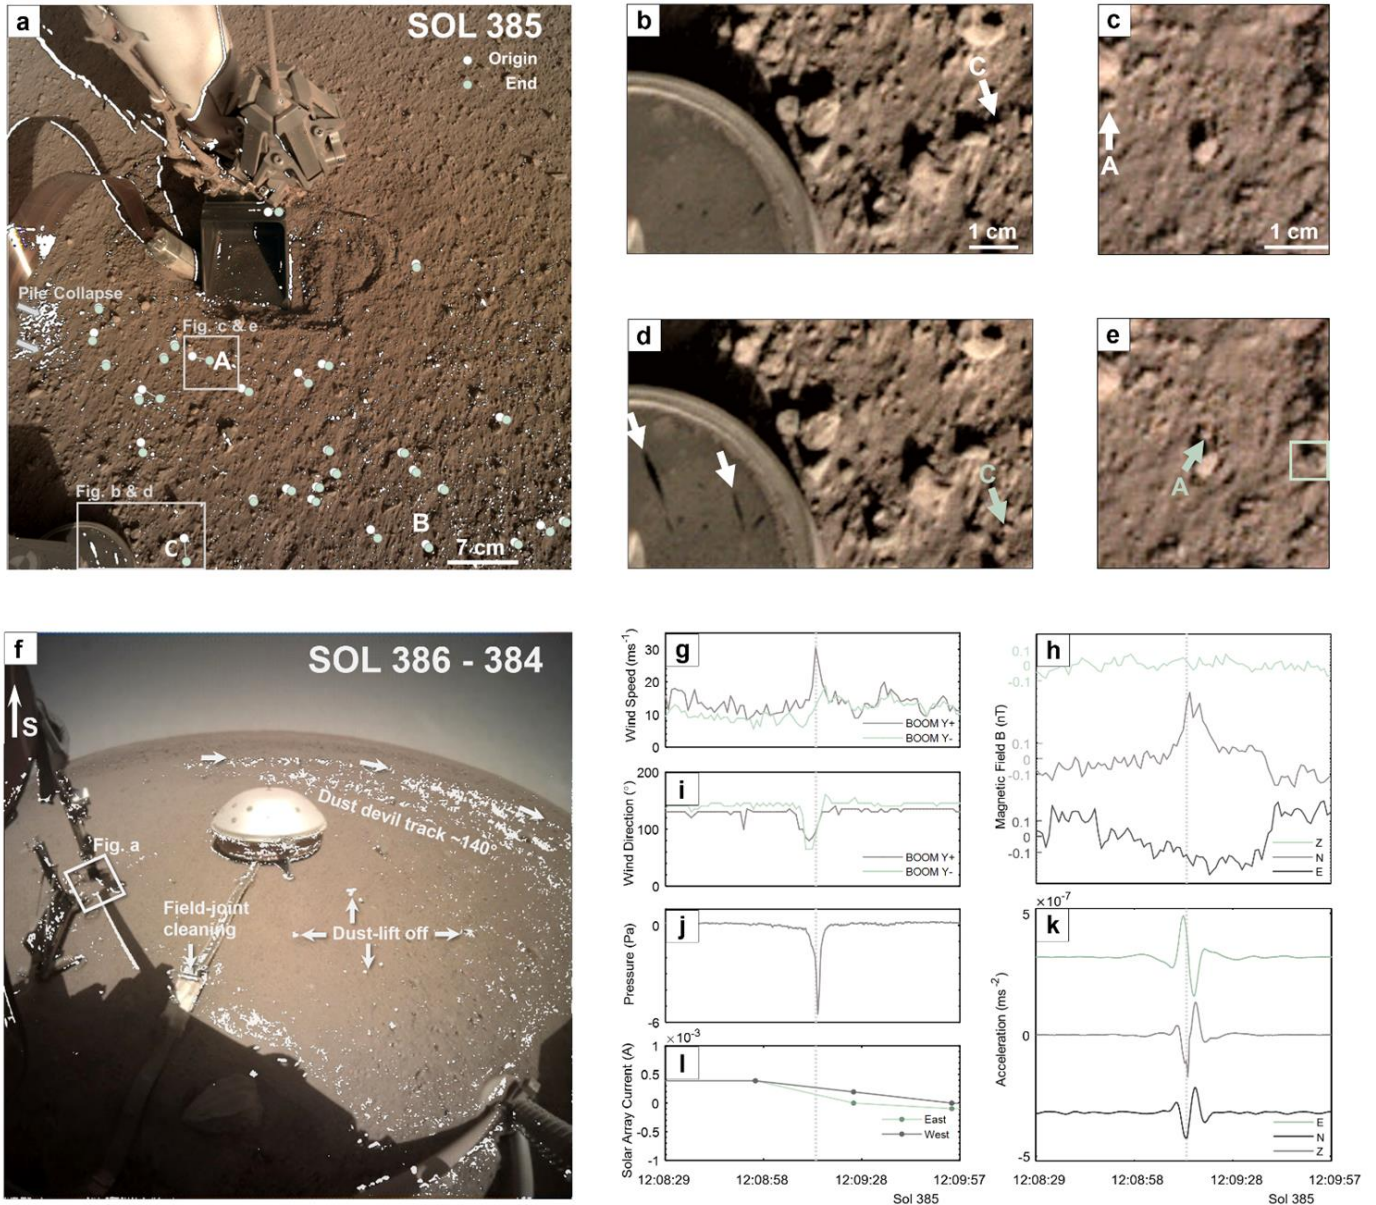 a
SOL 385
Origin
End
Pile Collapse
Fig. c & e
A
Fig. b & d
C
B
7 cm
b
C
1 cm
c
A
1 cm
d
C
e
A
f
SOL 386 - 384
S
Dust devil track ~140°
Fig. a
Field-joint
cleaning
Dust-lift off
g
Wind Speed (ms-1)
30
20
10
0
BOOM Y+
BOOM Y-
h
Magnetic Field B (nT)
0.1
0
-0.1
0.1
0
-0.1
0.1
0
-0.1
Z
N
E
i
Wind Direction (°)
200
100
0
BOOM Y+
BOOM Y-
j
Pressure (Pa)
0
-6
k
×10-7
Acceleration (ms-2)
5
0
-5
E
N
Z
l
×10-3
Solar Array Current (A)
1
0.5
0
-0.5
-1
East
West
12:08:29 12:08:58 12:09:28 12:09:57
Sol 385
12:08:29 12:08:58 12:09:28 12:09:57
Sol 385